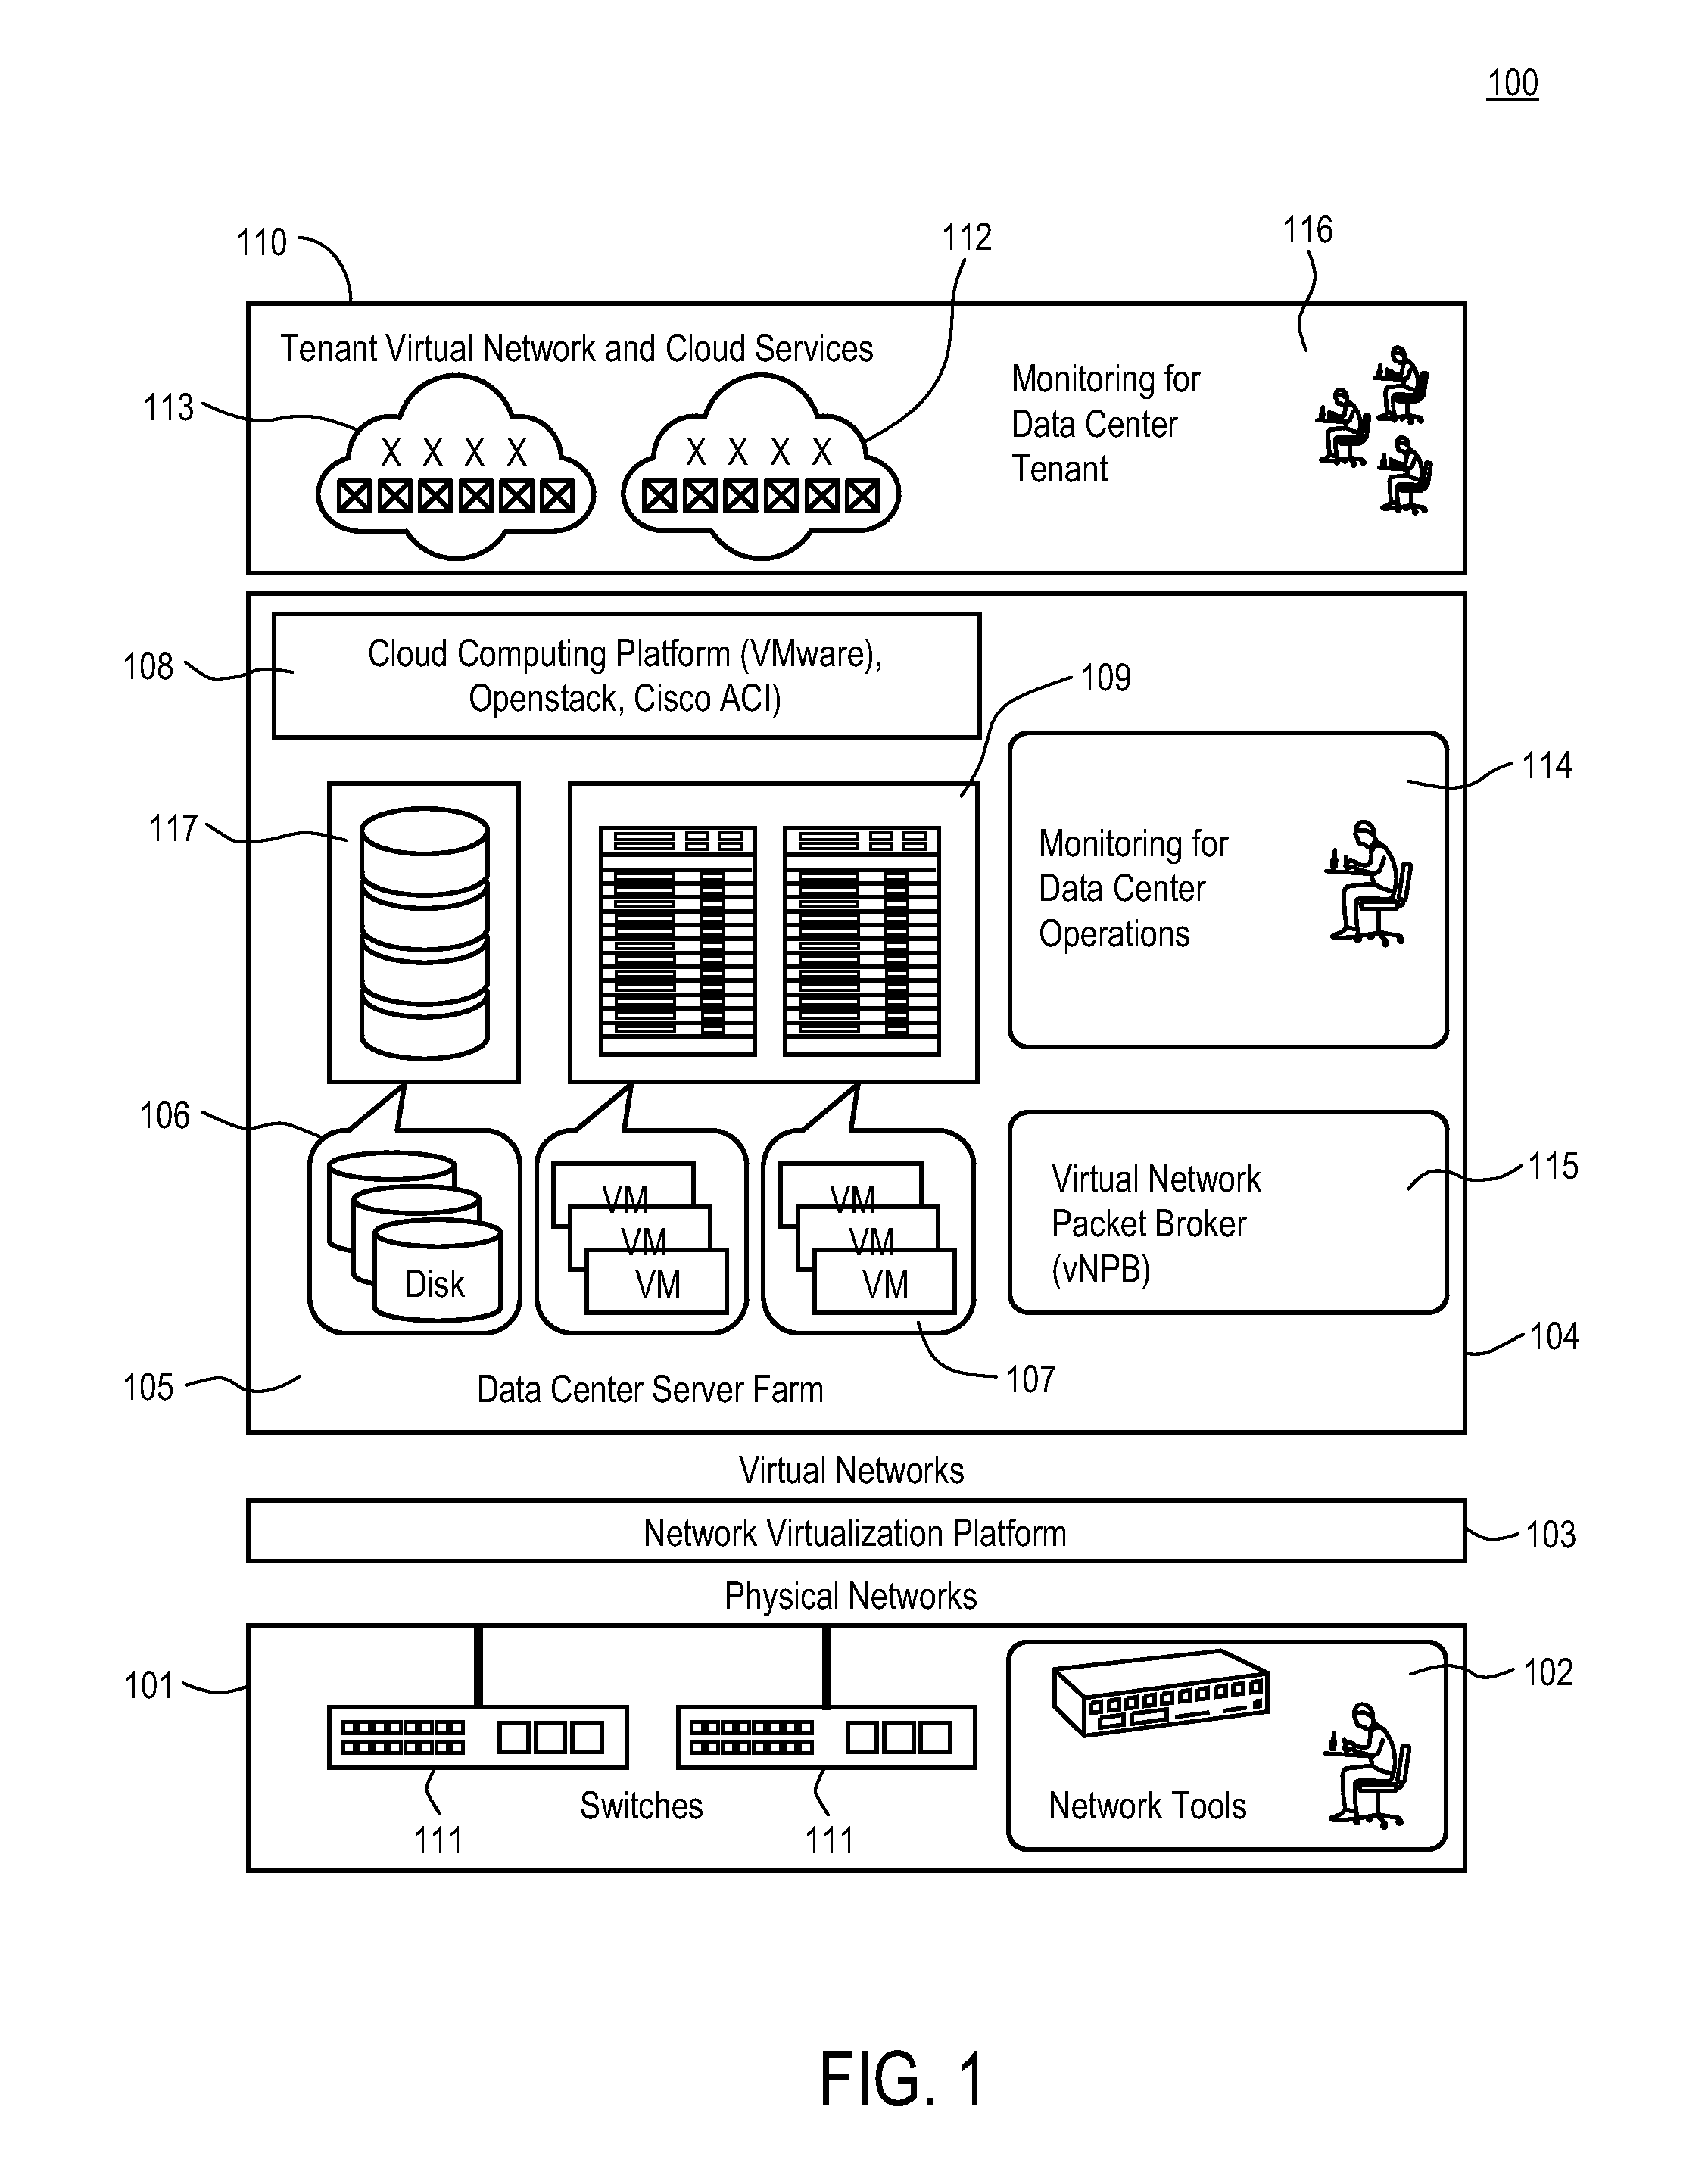 100
110
112
116
Tenant Virtual Network and Cloud Services
113
Monitoring for
Data Center
Tenant
X X X X
X X X X
108
Cloud Computing Platform (VMware),
Openstack, Cisco ACI)
109
114
117
Monitoring for
Data Center
Operations
106
VM
VM
VM
VM
VM
VM
Disk
Virtual Network
Packet Broker
(vNPB)
115
104
105
Data Center Server Farm
107
Virtual Networks
Network Virtualization Platform
103
Physical Networks
101
102
Switches
Network Tools
111
111
FIG. 1